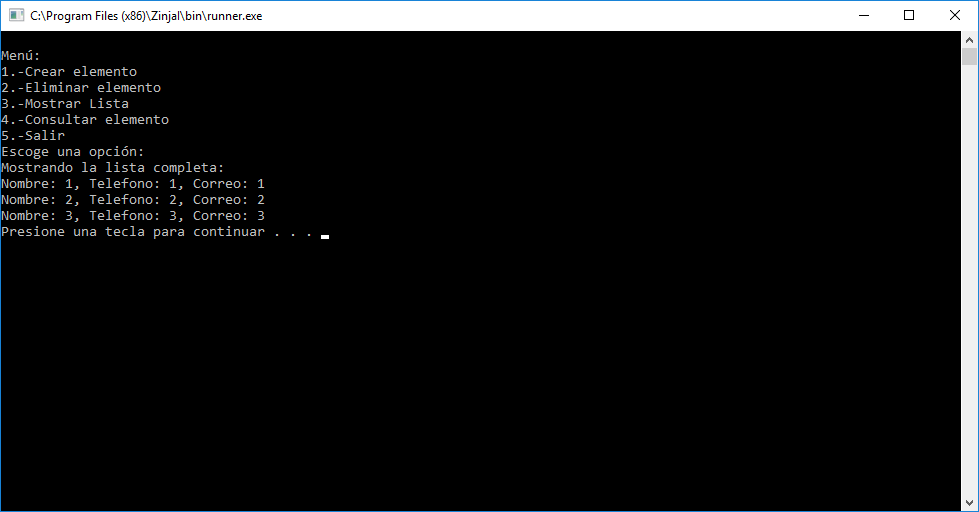 C:\Program Files (x86)\Zinjal\bin\runner.exe
Menú:
1.-Crear elemento
2.-Eliminar elemento
3.-Mostrar Lista
4.-Consultar elemento
5.-Salir
Escoge una opción:
Mostrando la lista completa:
Nombre: 1, Telefono: 1, Correo: 1
Nombre: 2, Telefono: 2, Correo: 2
Nombre: 3, Telefono: 3, Correo: 3
Presione una tecla para continuar . . .